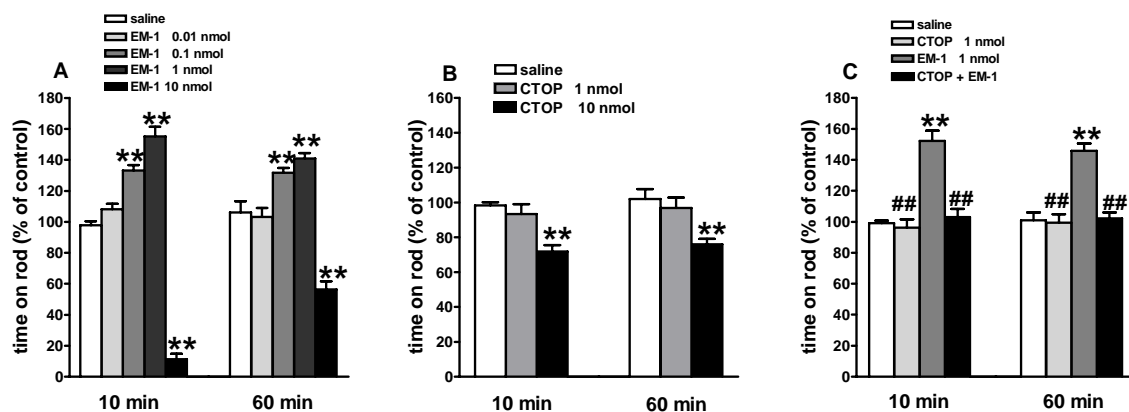 saline
EM-1 0.01 nmol
EM-1 0.1 nmol
EM-1 1 nmol
EM-1 10 nmol
A
time on rod (% of control)
180
160
140
120
100
80
60
40
20
0
**
**
**
**
**
**
10 min
60 min
B
saline
CTOP 1 nmol
CTOP 10 nmol
time on rod (% of control)
160
140
120
100
80
60
40
20
0
**
**
10 min
60 min
saline
CTOP 1 nmol
EM-1 1 nmol
CTOP + EM-1
C
time on rod (% of control)
180
160
140
120
100
80
60
40
20
0
##
**
##
##
**
##
10 min
60 min